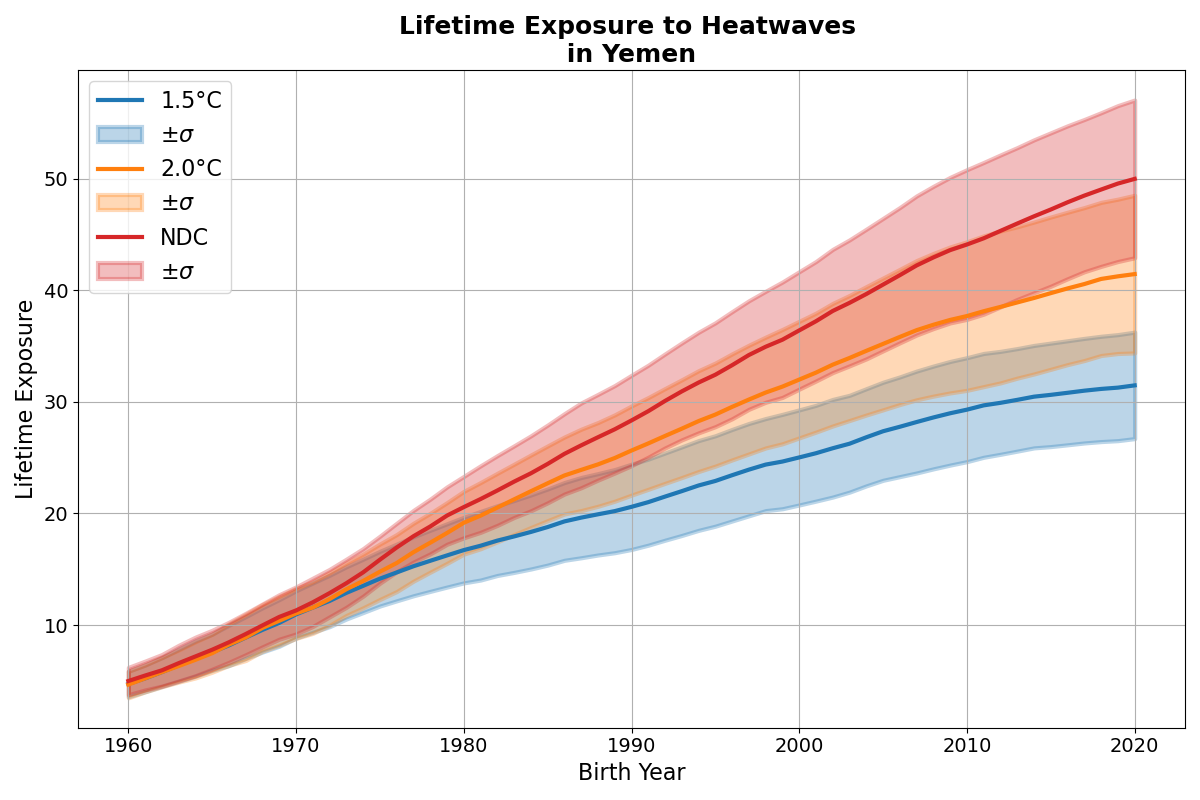 Lifetime Exposure to Heatwaves
in Yemen
1.5°C
±σ
2.0°C
±σ
NDC
±σ
Lifetime Exposure
50
40
30
20
10
1960 1970 1980 1990 2000 2010 2020
Birth Year